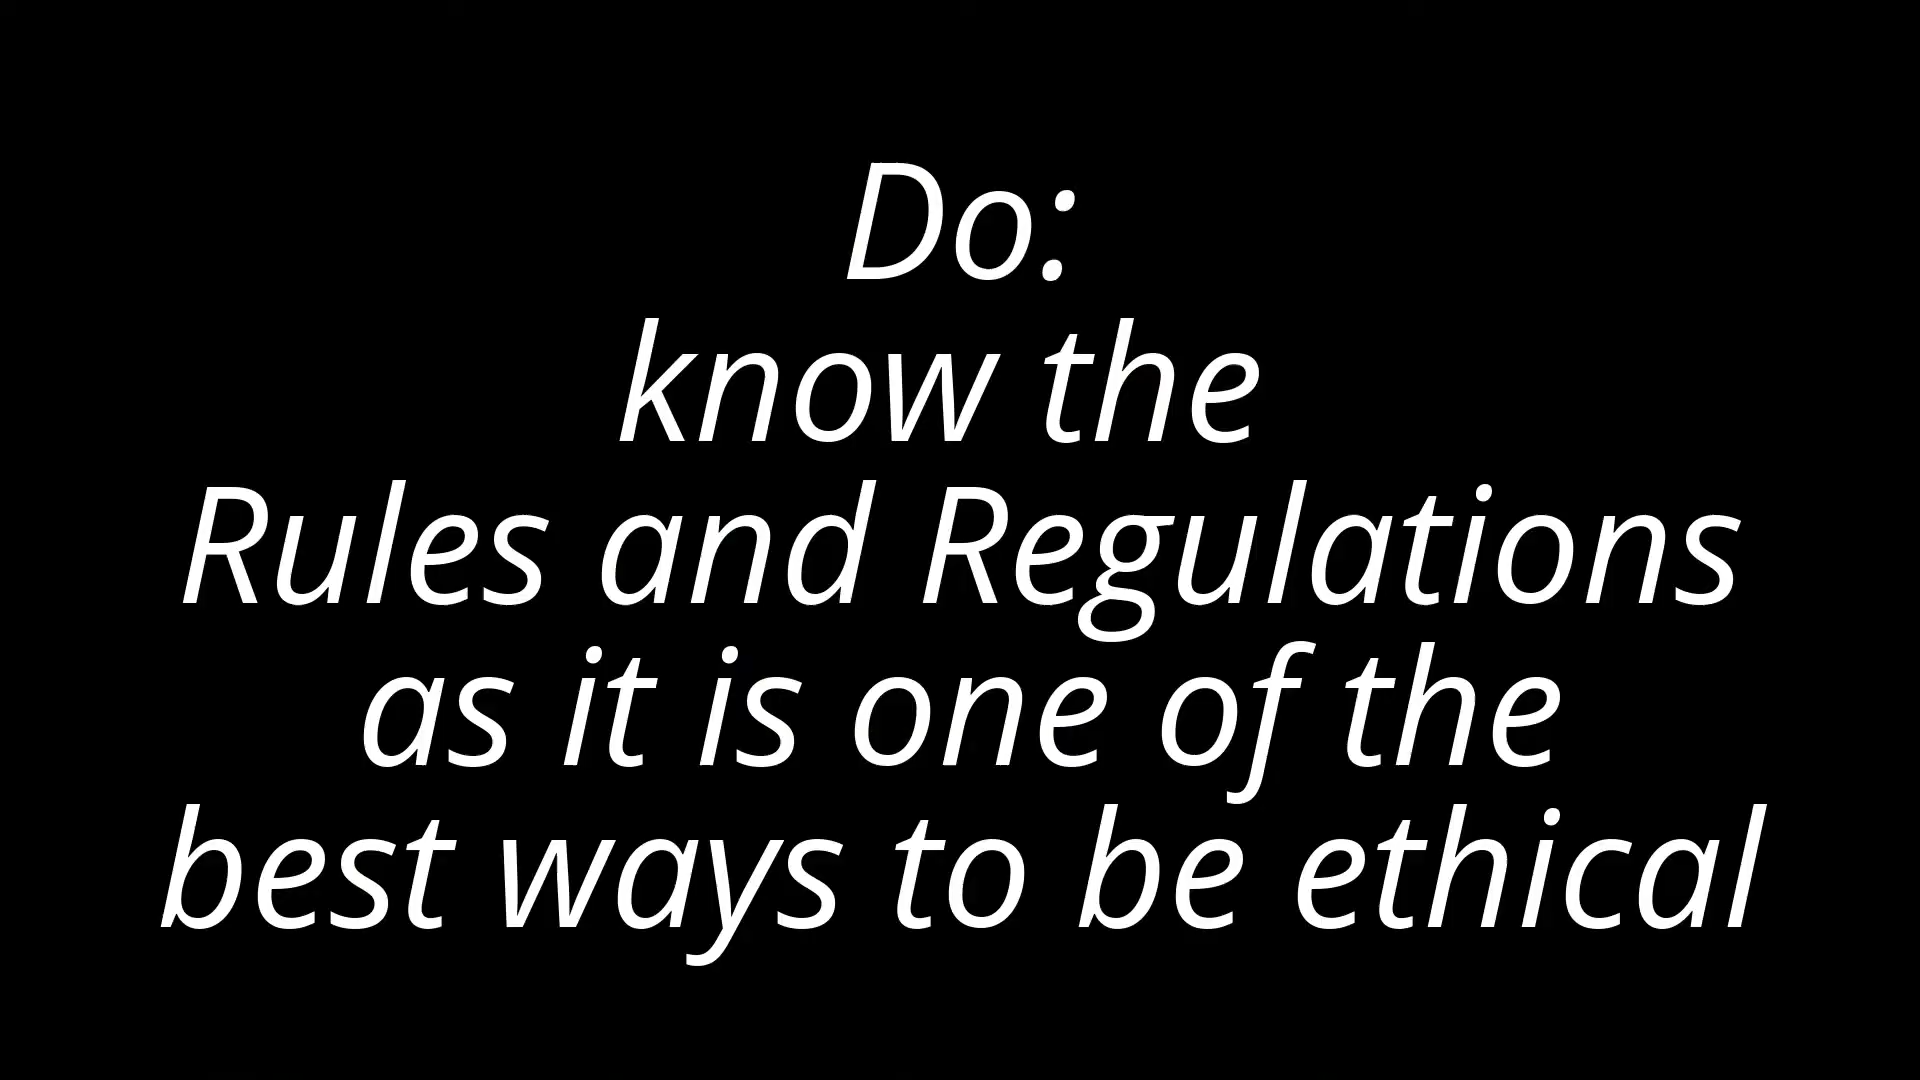 Do:
know the
Rules and Regulations
as it is one of the
best ways to be ethical